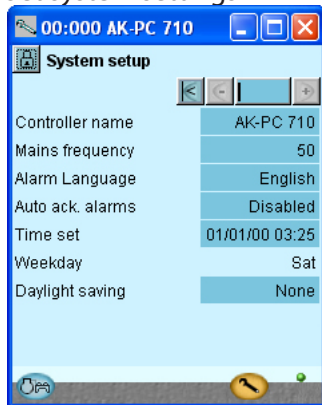 00:000 AK-PC 710
System setup
Controller name AK-PC 710
Mains frequency 50
Alarm Language English
Auto ack. alarms Disabled
Time set 01/01/00 03:25
Weekday Sat
Daylight saving None